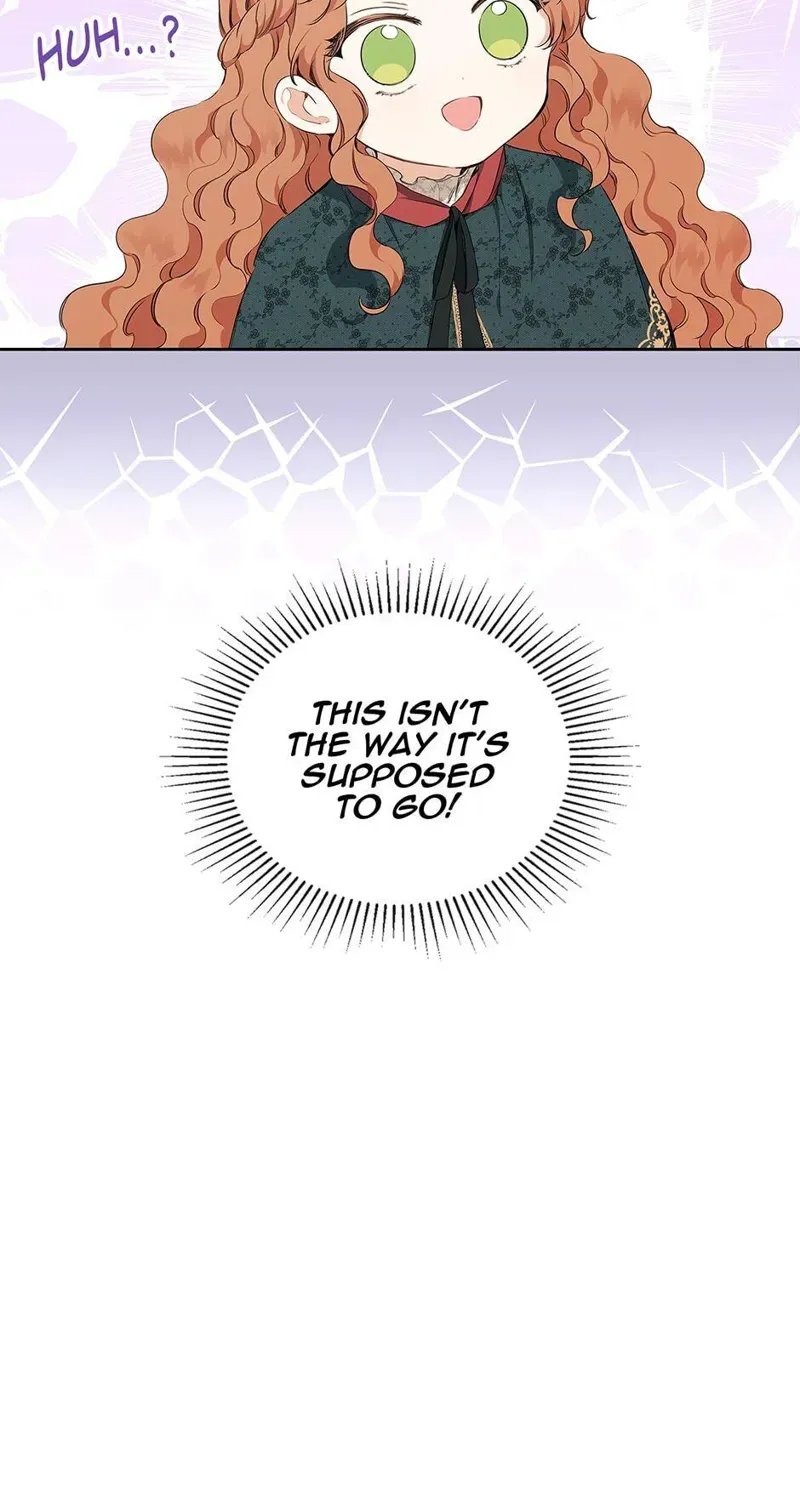 HUH...?
THIS ISN'T
THE WAY IT'S
SUPPOSED
TO GO!